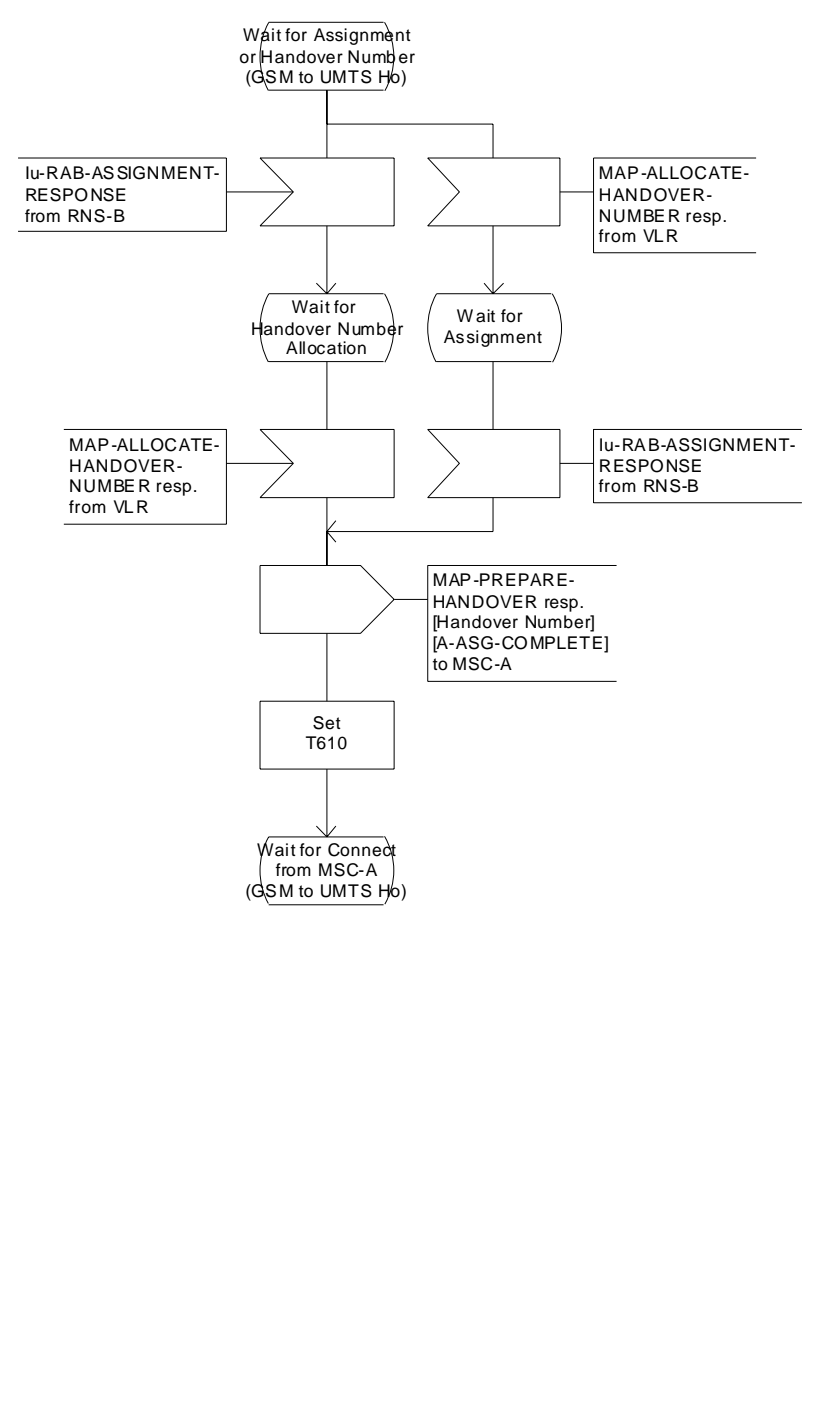 Wait for Assignment
or Handover Number
(GSM to UMTS Ho)
Iu-RAB-ASSIGNMENT-
RESPONSE
from RNS-B
MAP-ALLOCATE-
HANDOVER-
NUMBER resp.
from VLR
Wait for
Handover Number
Allocation
Wait for
Assignment
MAP-ALLOCATE-
HANDOVER-
NUMBER resp.
from VLR
Iu-RAB-ASSIGNMENT-
RESPONSE
from RNS-B
MAP-PREPARE-
HANDOVER resp.
[Handover Number]
[A-ASG-COMPLETE]
to MSC-A
Set
T610
Wait for Connect
from MSC-A
(GSM to UMTS Ho)